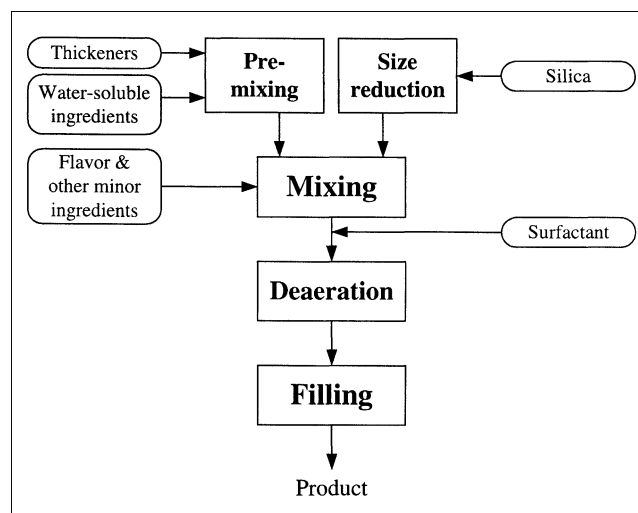 Thickeners
Pre-
mixing
Size
reduction
Silica
Water-soluble
ingredients
Flavor &
other minor
ingredients
Mixing
Surfactant
Deaeration
Filling
Product